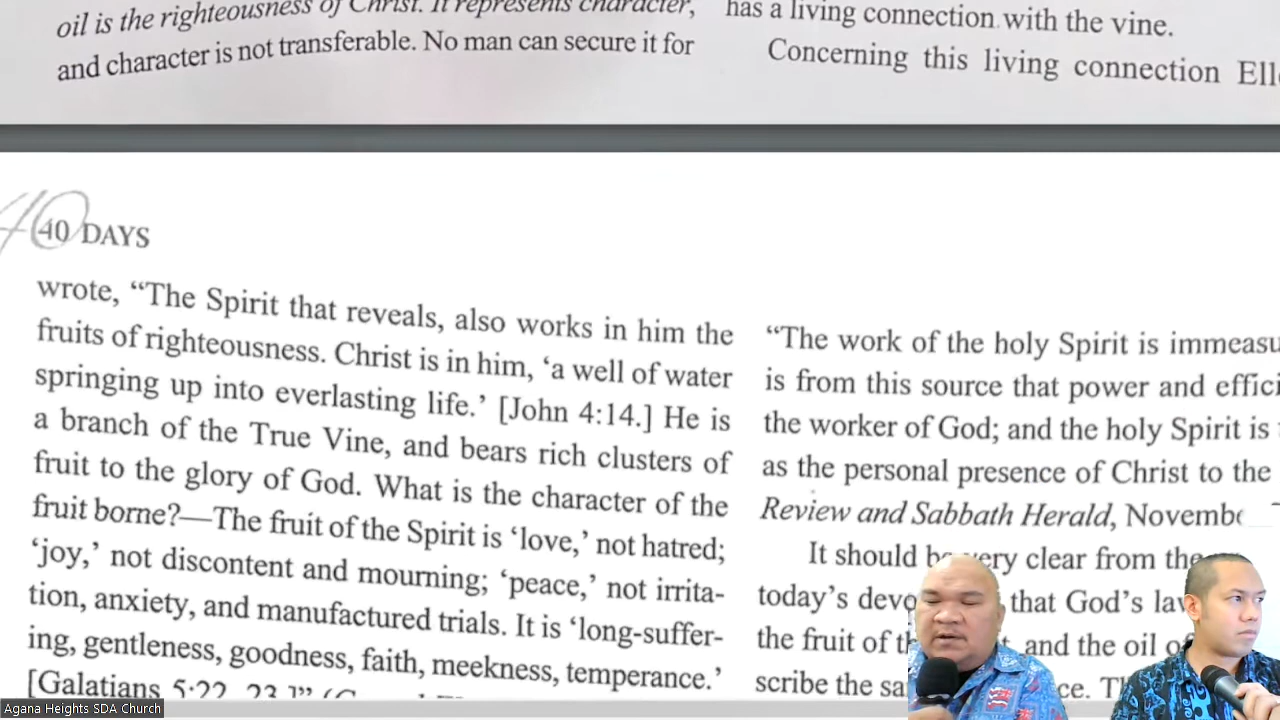 oil is the righteousness of Christ. It represents character,
and character is not transferable. No man can secure it for
has a living connection with the vine.
Concerning this living connection
40 DAYS
wrote, “The Spirit that reveals, also works in him the
fruits of righteousness. Christ is in him, ‘a well of water
springing up into everlasting life.’ [John 4:14.] He is
a branch of the True Vine, and bears rich clusters of
fruit to the glory of God. What is the character of the
fruit borne?—The fruit of the Spirit is ‘love,’ not hatred;
‘joy,’ not discontent and mourning; ‘peace,’ not irrita-
tion, anxiety, and manufactured trials. It is ‘long-suffer-
ing, gentleness, goodness, faith, meekness, temperance.’
[Galatians 5:22, 23.]”
“The work of the holy Spirit is
is from this source that power and
the worker of God; and the holy Spirit is
as the personal presence of Christ to the
Review and Sabbath Herald,
It should be very clear from the
today’s that God’s
the fruit of and the oil of
scribe the
Agana Heights SDA Church